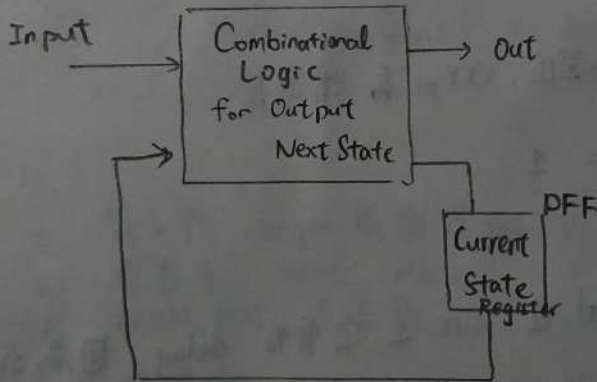 Input
Combinational
Logic
for Output
Next State
Out
DFF
Current
State
Register